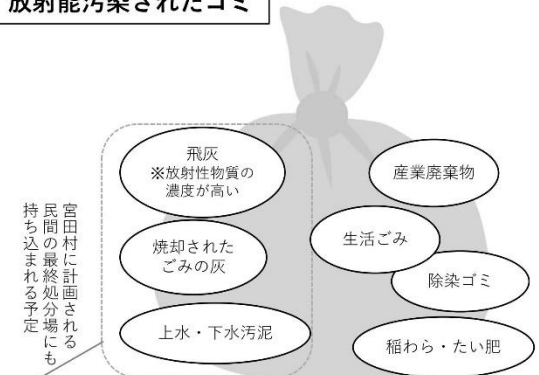 放射能汚染されたゴミ
飛灰
※放射性物質の
濃度が高い
焼却された
ごみの灰
上水・下水汚泥
産業廃棄物
生活ごみ
除染ゴミ
稲わら・たい肥
宮田村に計画される
民間の最終処分場にも
持ち込まれる予定